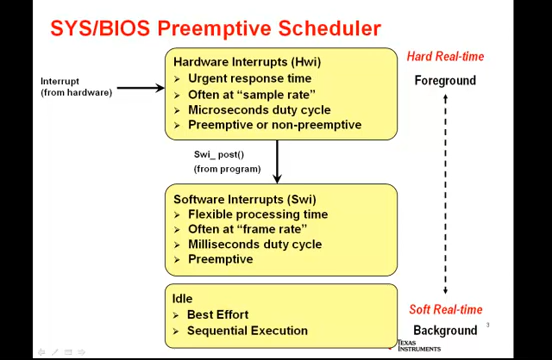 SYS/BIOS Preemptive Scheduler
Hardware Interrupts (Hwi)
Urgent response time
Often at “sample rate”
Microseconds duty cycle
Preemptive or non-preemptive
Interrupt
(from hardware)
Hard Real-time
Foreground
Swi_ post()
(from program)
Software Interrupts (Swi)
Flexible processing time
Often at “frame rate”
Milliseconds duty cycle
Preemptive
Idle
Best Effort
Sequential Execution
Soft Real-time
Background
3
TEXAS
INSTRUMENTS